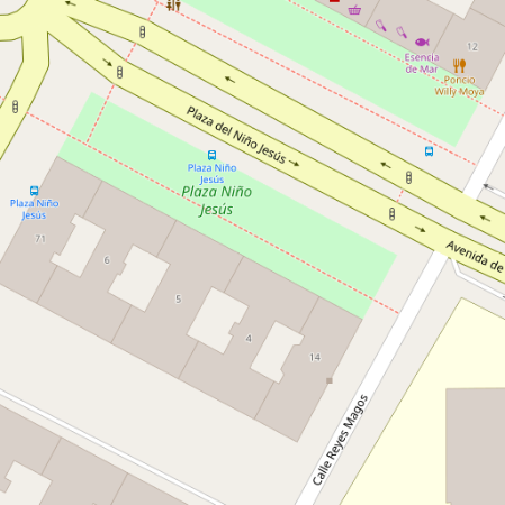 12
Esencia
de Mar
Poncio
Willy Moya
Plaza del Niño Jesús
Plaza Niño
Jesús
Plaza Niño
Jesús
Plaza Niño
Jesús
71
6
5
4
14
Avenida de
Calle Reyes Magos